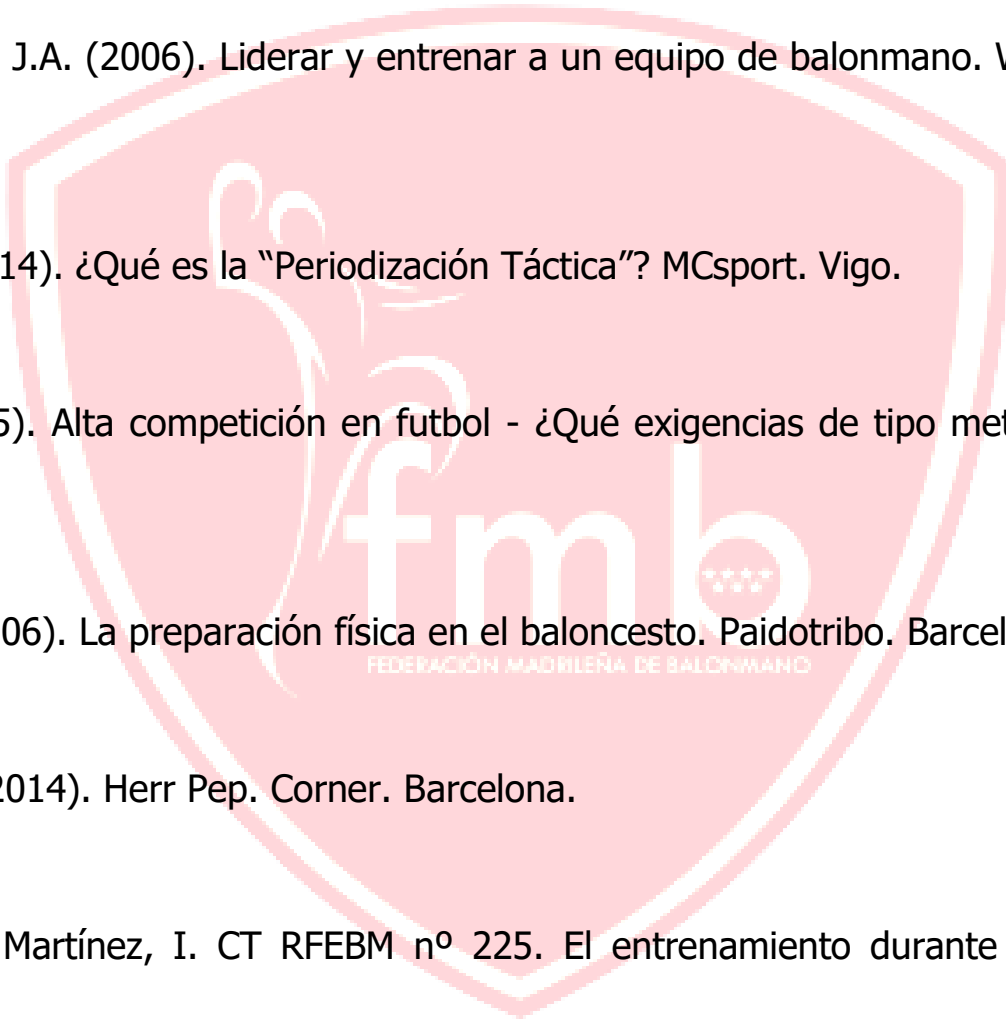 J.A. (2006). Liderar y entrenar a un equipo de balonmano.
14). ¿Qué es la “Periodización Táctica”? MCsport. Vigo.
5). Alta competición en futbol - ¿Qué exigencias de tipo met
fmb
06). La preparación física en el baloncesto. Paidotribo. Barcel
FEDERACIÓN MADRILEÑA DE BALONMANO
2014). Herr Pep. Corner. Barcelona.
Martínez, I. CT RFEBM nº 225. El entrenamiento durante